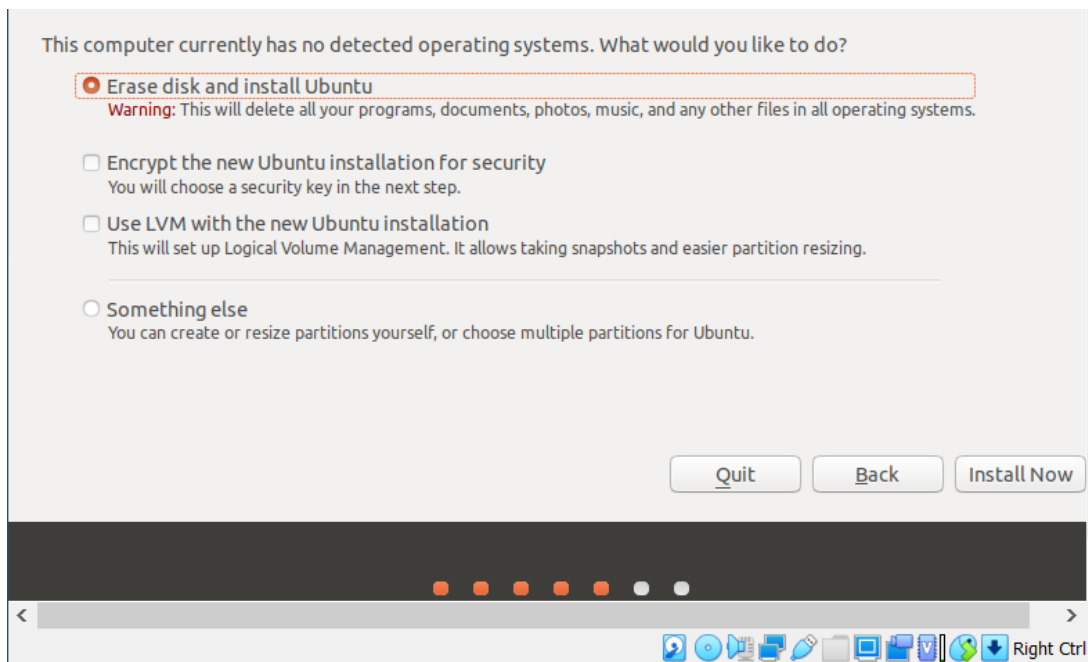 This computer currently has no detected operating systems. What would you like to do?
Erase disk and install Ubuntu
Warning: This will delete all your programs, documents, photos, music, and any other files in all operating systems.
Encrypt the new Ubuntu installation for security
You will choose a security key in the next step.
Use LVM with the new Ubuntu installation
This will set up Logical Volume Management. It allows taking snapshots and easier partition resizing.
Something else
You can create or resize partitions yourself, or choose multiple partitions for Ubuntu.
Quit Back Install Now
Right Ctrl